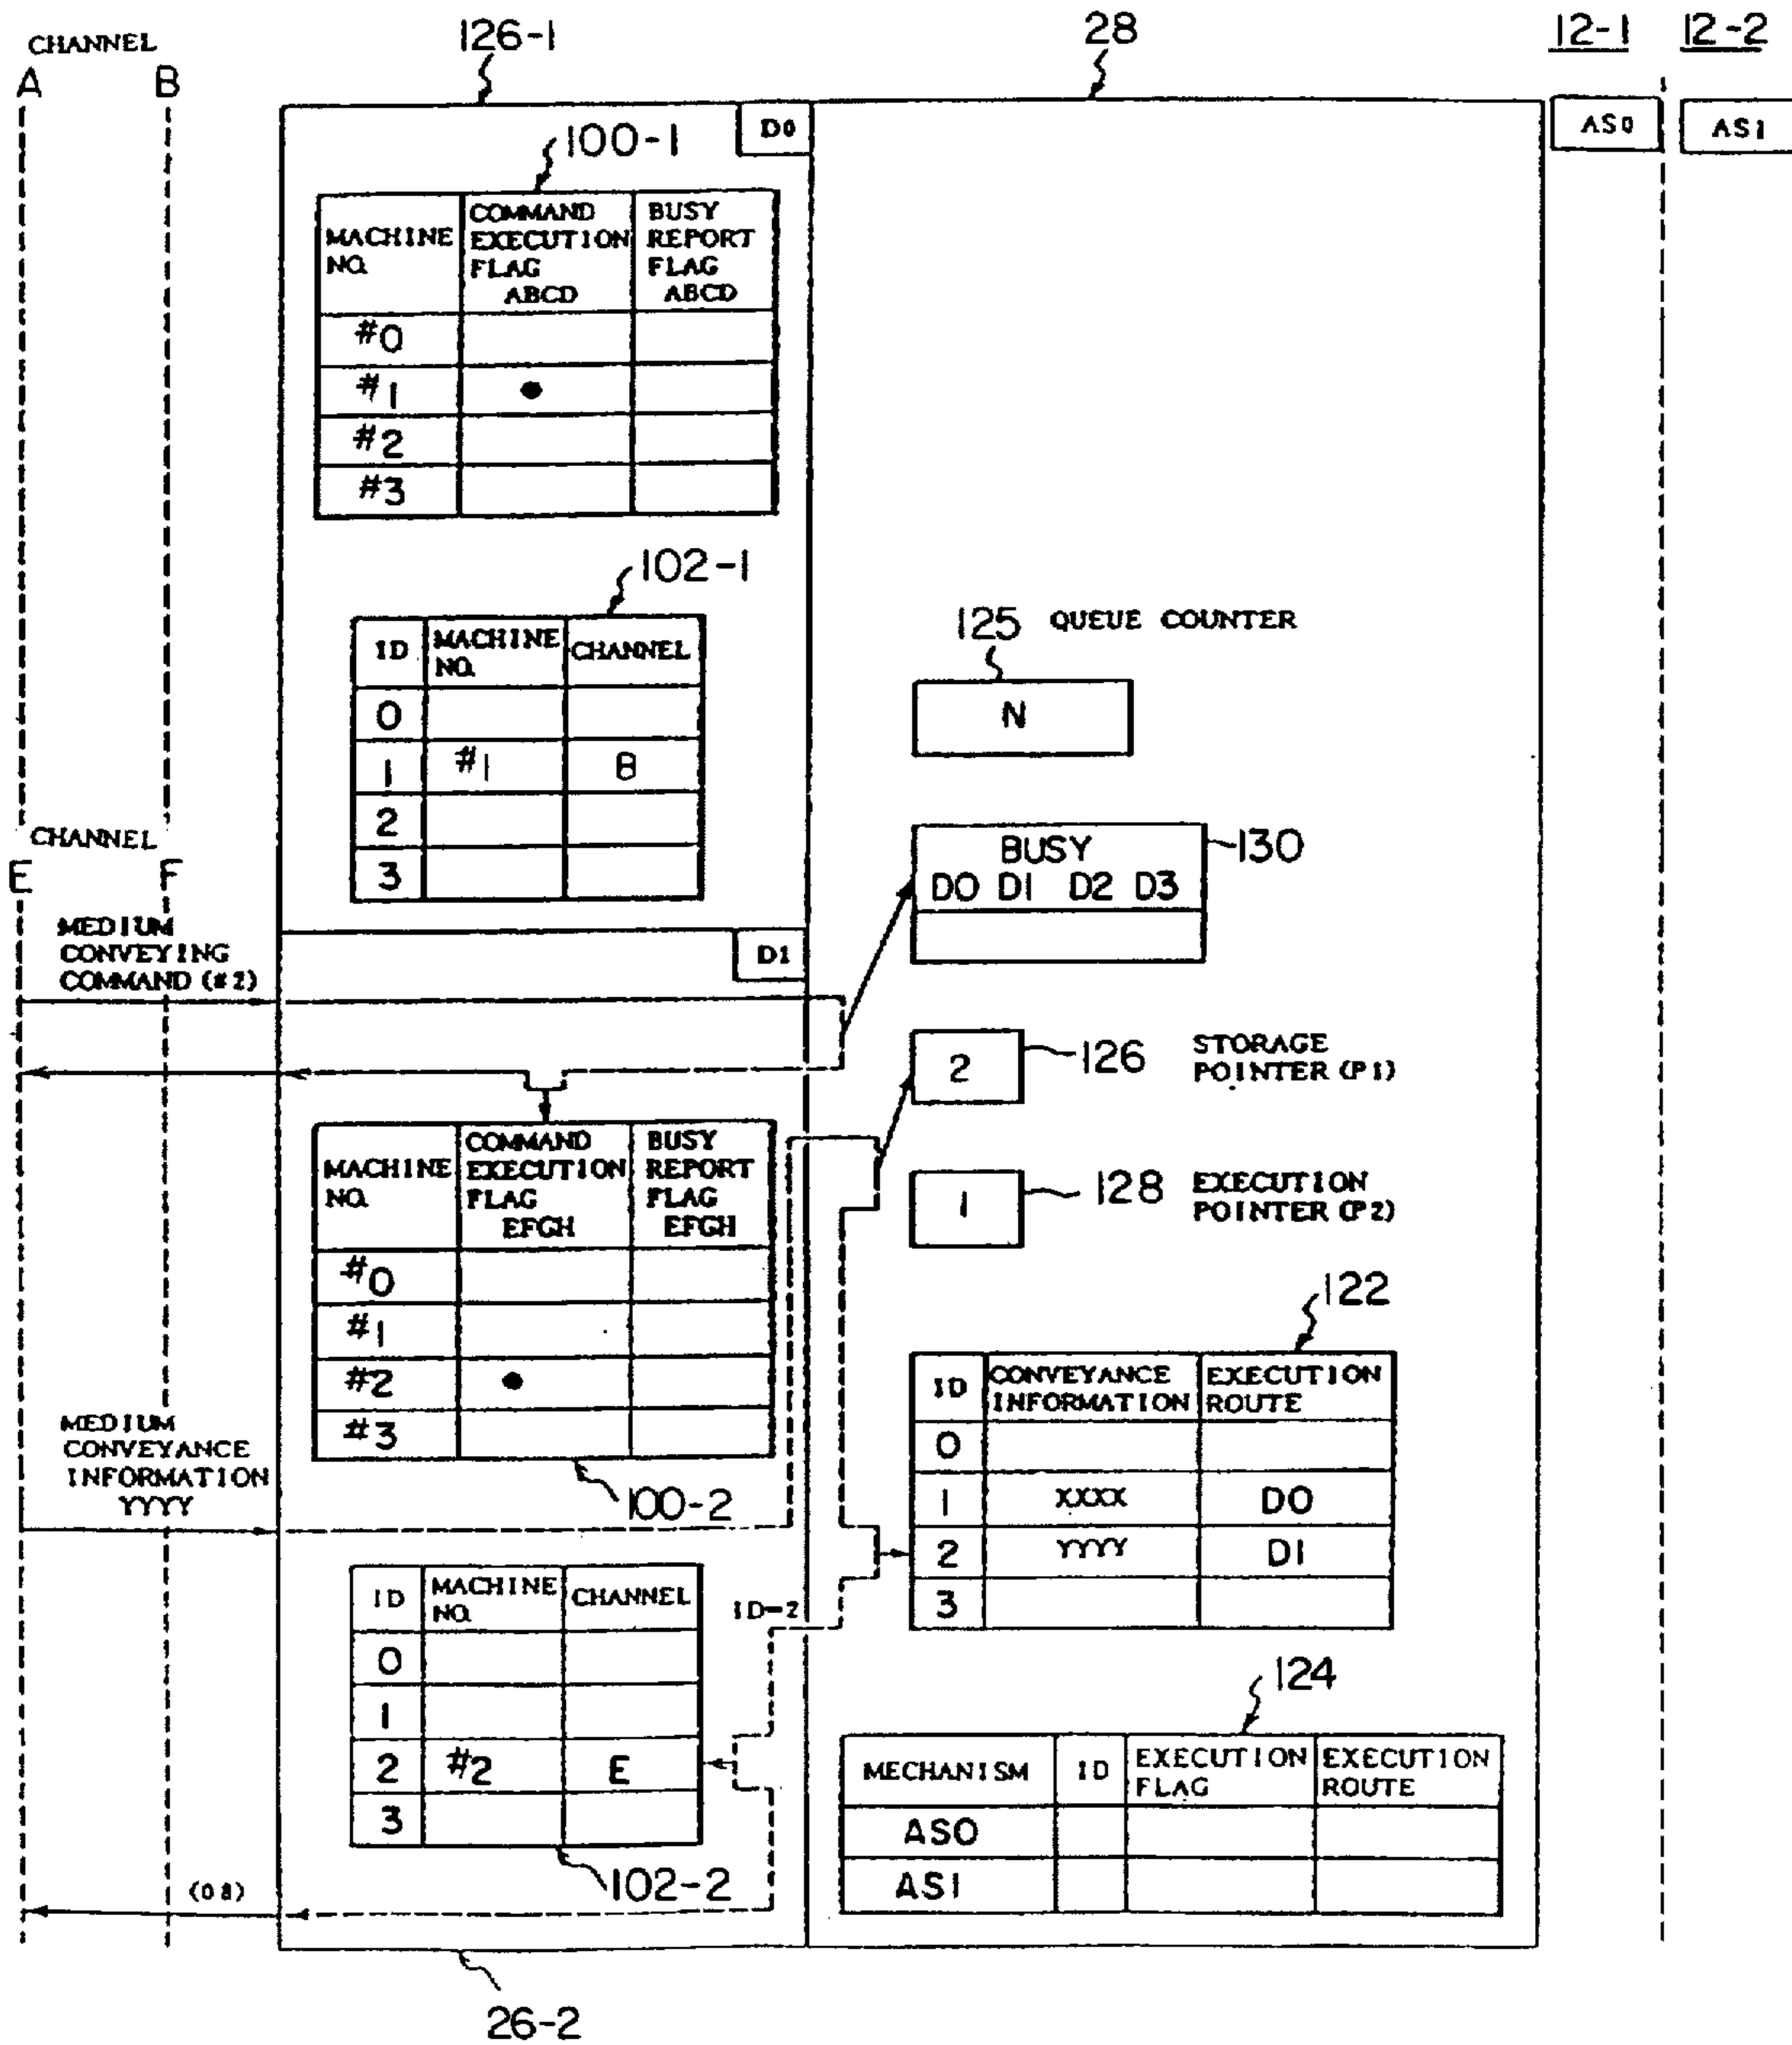 CHANNEL
A B
126-1
28
12-1 12-2
D0
AS0
AS1
100-1
MACHINE NO.
COMMAND EXECUTION FLAG ABCD
BUSY REPORT FLAG ABCD
#0
#1 ●
#2
#3
102-1
ID MACHINE NO. CHANNEL
0
1 #1 B
2
3
125 QUEUE COUNTER
N
BUSY
D0 D1 D2 D3
130
CHANNEL
E F
MEDIUM
CONVEYING
COMMAND (#2)
D1
2
126 STORAGE
POINTER (P1)
1
128 EXECUTION
POINTER (P2)
MACHINE NO.
COMMAND EXECUTION FLAG EFGH
BUSY REPORT FLAG EFGH
#0
#1
#2 ●
#3
100-2
MEDIUM
CONVEYANCE
INFORMATION
YYYY
122
ID CONVEYANCE INFORMATION EXECUTION ROUTE
0
1 XXXX D0
2 YYYY D1
3
ID MACHINE NO. CHANNEL
0
1
2 #2 E
3
ID=2
102-2
(08)
124
MECHANISM ID EXECUTION FLAG EXECUTION ROUTE
AS0
AS1
26-2